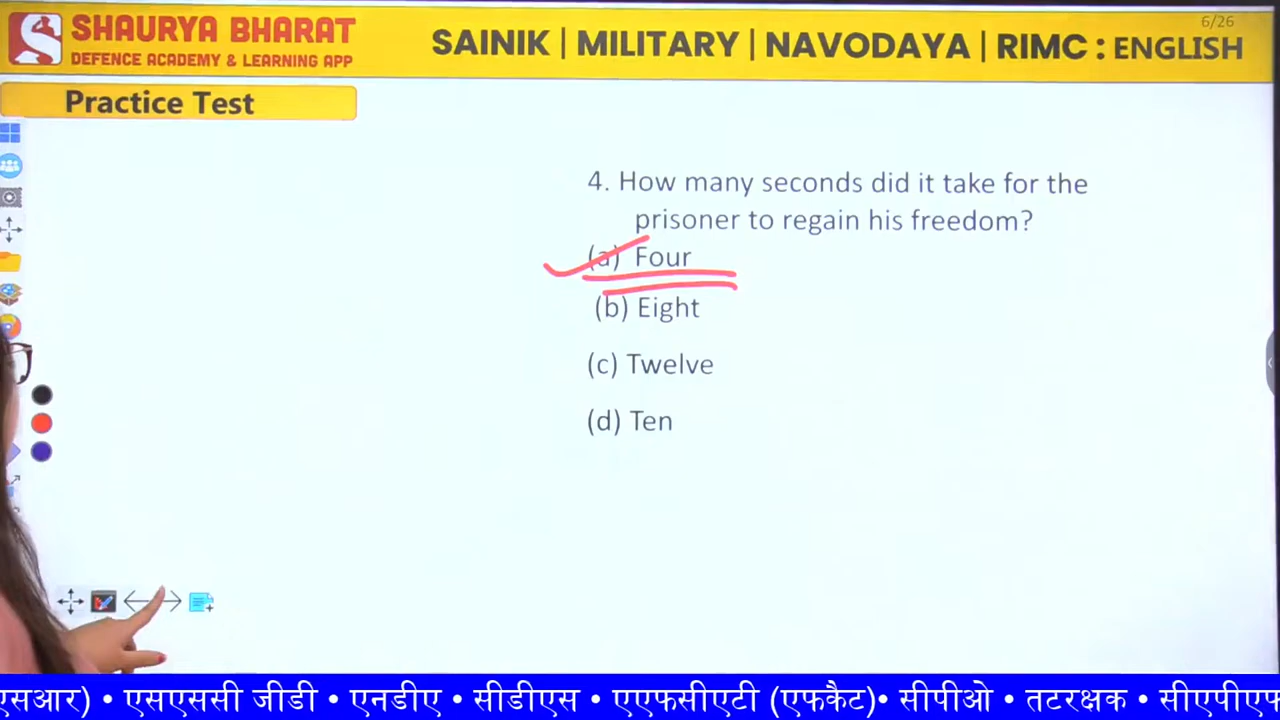 6/26
SHAURYA BHARAT
DEFENCE ACADEMY & LEARNING APP
SAINIK | MILITARY | NAVODAYA | RIMC : ENGLISH
Practice Test
4. How many seconds did it take for the
prisoner to regain his freedom?
(a) Four
(b) Eight
(c) Twelve
(d) Ten
एसआर) • एसएससी जीडी • एनडीए • सीडीएस • एएफसीएटी (एफकैट)• सीपीओ • तटरक्षक • सीएपीएफ